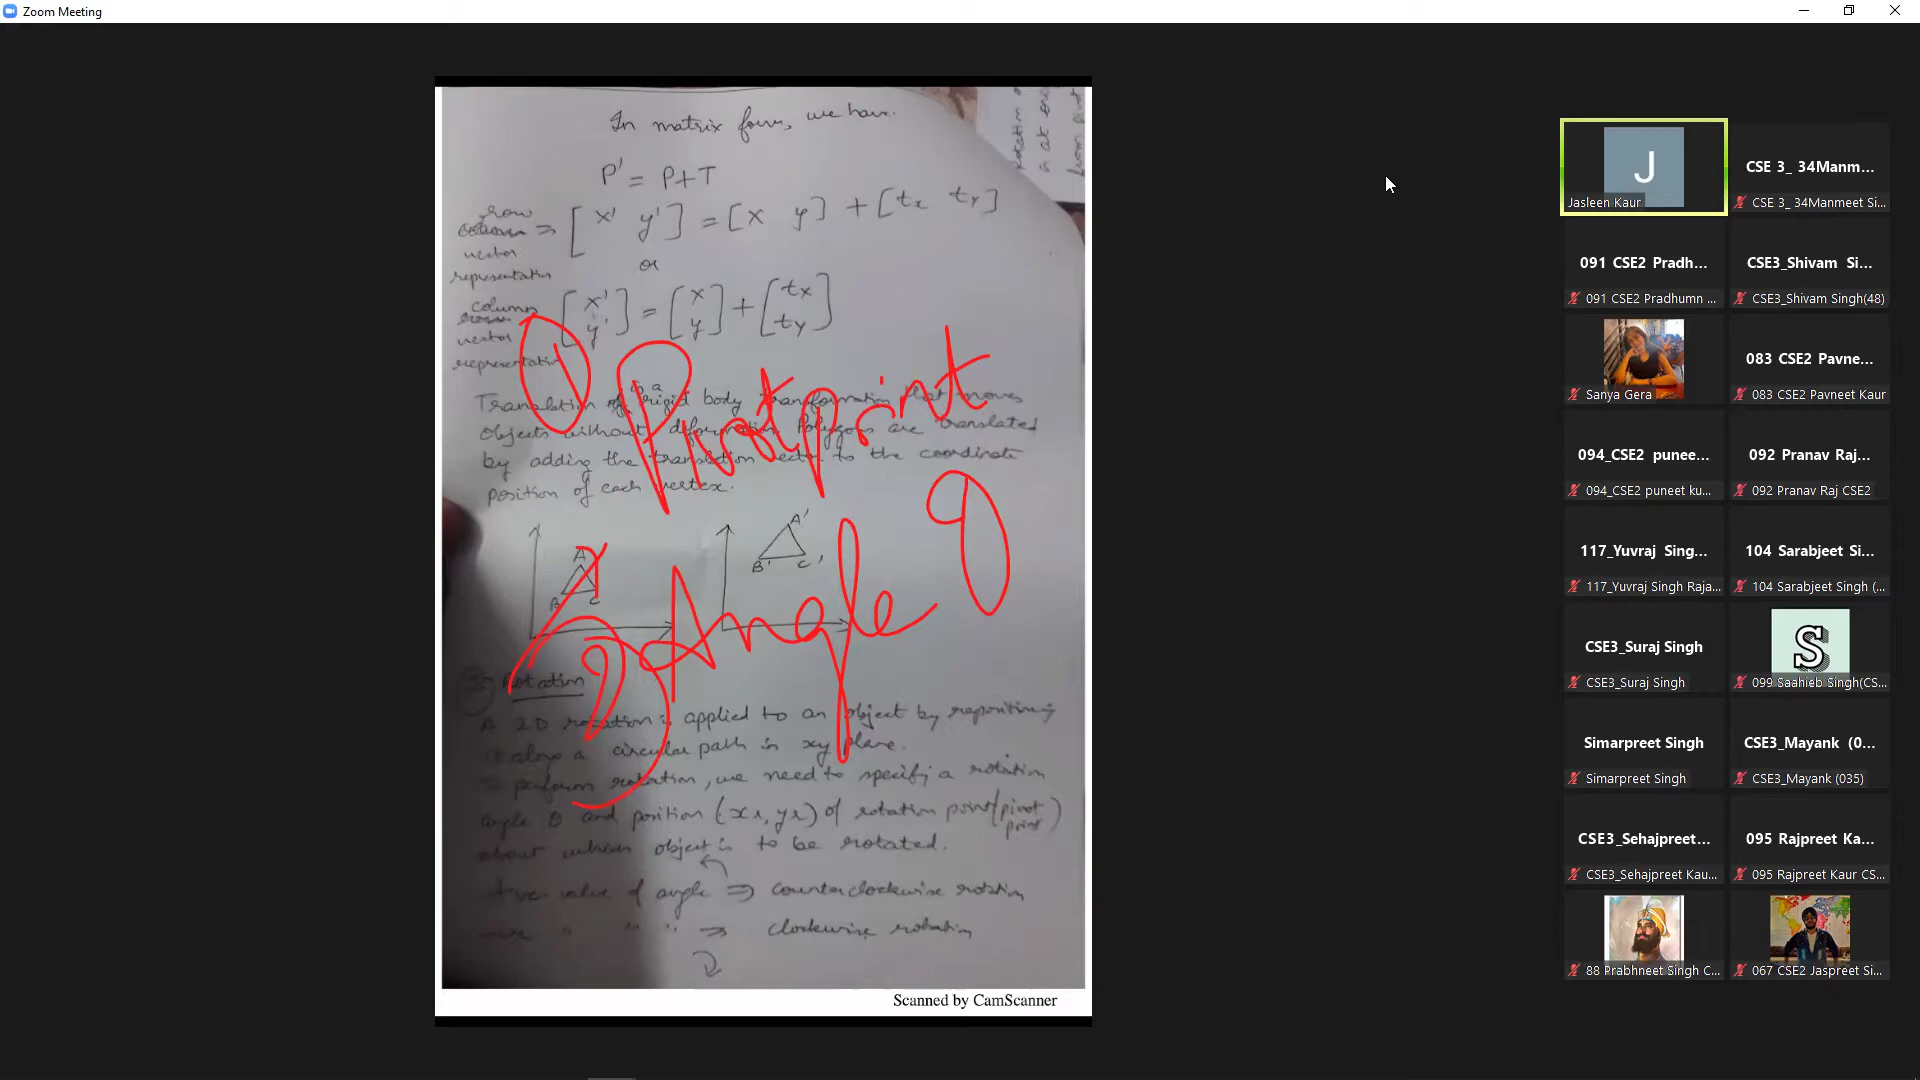 Zoom Meeting
In matrix form, we have.
P' = P+T
row
vector
representation
⇒ [x' y'] = [x y] + [tx ty]
or
column
vector
representation
[x' y'] = [x y] + [tx ty]
Translation is a rigid body transformation that moves
objects without deformation. Polygons are translated
by adding the translation vector to the coordinate
position of each vertex.
A
B
C
A'
B'
C'
① Pivot point
② Angle θ
Rotation
A 2D rotation is applied to an object by repositioning
it along a circular path in xy plane.
perform rotation, we need to specify a rotation
angle θ and position (xr, yr) of rotation point (pivot point)
about which object is to be rotated.
+ve value of angle ⇒ counterclockwise rotation
-ve " " " ⇒ clockwise rotation
Scanned by CamScanner
J
Jasleen Kaur
CSE 3_ 34Manm...
CSE 3_ 34Manmeet Si...
091 CSE2 Pradh...
091 CSE2 Pradhumn ...
CSE3_Shivam Si...
CSE3_Shivam Singh(48)
Sanya Gera
083 CSE2 Pavne...
083 CSE2 Pavneet Kaur
094_CSE2 punee...
094_CSE2 puneet ku...
092 Pranav Raj...
092 Pranav Raj CSE2
117_Yuvraj Sing...
117_Yuvraj Singh Raja...
104 Sarabjeet Si...
104 Sarabjeet Singh (...
CSE3_Suraj Singh
CSE3_Suraj Singh
S
099 Saahieb Singh(CS...
Simarpreet Singh
Simarpreet Singh
CSE3_Mayank (0...
CSE3_Mayank (035)
CSE3_Sehajpreet...
CSE3_Sehajpreet Kau...
095 Rajpreet Ka...
095 Rajpreet Kaur CS...
88 Prabhneet Singh C...
067 CSE2 Jaspreet Si...